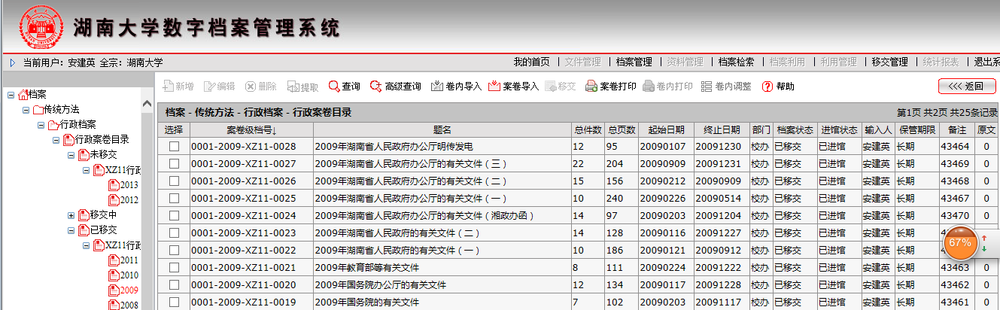 湖南大学数字档案管理系统
当前用户：安建英 全宗：湖南大学
我的首页 | 文件管理 | 档案管理 | 资料管理 | 档案检索 | 档案利用 | 利用管理 | 移交管理 | 统计报表 | 退出系
新增 编辑 删除 提取 查询 高级查询 卷内导入 案卷导入 移交 案卷打印 卷内打印 卷内调整 帮助 <<< 返回
档案
传统方法
行政档案
行政案卷目录
未移交
XZ11行政
2013
2012
移交中
已移交
XZ11行政
2011
2010
2009
2008
档案 - 传统方法 - 行政档案 - 行政案卷目录 第1页 共2页 共25条记录
选择 案卷级档号↓ 题名 总件数 总页数 起始日期 终止日期 部门 档案状态 进馆状态 输入人 保管期限 备注 原文
0001-2009-XZ11-0028 2009年湖南省人民政府办公厅明传发电 12 95 20090107 20091230 校办 已移交 已进馆 安建英 长期 43464 0
0001-2009-XZ11-0027 2009年湖南省人民政府办公厅的有关文件（三） 22 204 20090909 20091231 校办 已移交 已进馆 安建英 长期 43469 0
0001-2009-XZ11-0026 2009年湖南省人民政府办公厅的有关文件（二） 15 156 20090212 20090909 校办 已移交 已进馆 安建英 长期 43468 0
0001-2009-XZ11-0025 2009年湖南省人民政府办公厅的有关文件（一） 10 240 20090226 20090514 校办 已移交 已进馆 安建英 长期 43467 0
0001-2009-XZ11-0024 2009年湖南省人民政府办公厅的有关文件（湘政办函） 14 97 20090203 20091204 校办 已移交 已进馆 安建英 长期 43470 0
0001-2009-XZ11-0023 2009年湖南省人民政府的有关文件（二） 14 128 20090116 20091227 校办 已移交 已进馆 安建英 长期
0001-2009-XZ11-0022 2009年湖南省人民政府的有关文件（一） 10 186 20090121 20090912 校办 已移交 已进馆 安建英 长期
67%
0001-2009-XZ11-0021 2009年教育部等有关文件 8 111 20090224 20091222 校办 已移交 已进馆 安建英 长期 43463 0
0001-2009-XZ11-0020 2009年国务院办公厅的有关文件 12 134 20090117 20091228 校办 已移交 已进馆 安建英 长期 43462 0
0001-2009-XZ11-0019 2009年国务院的有关文件 7 102 20090203 20091117 校办 已移交 已进馆 安建英 长期 43461 0